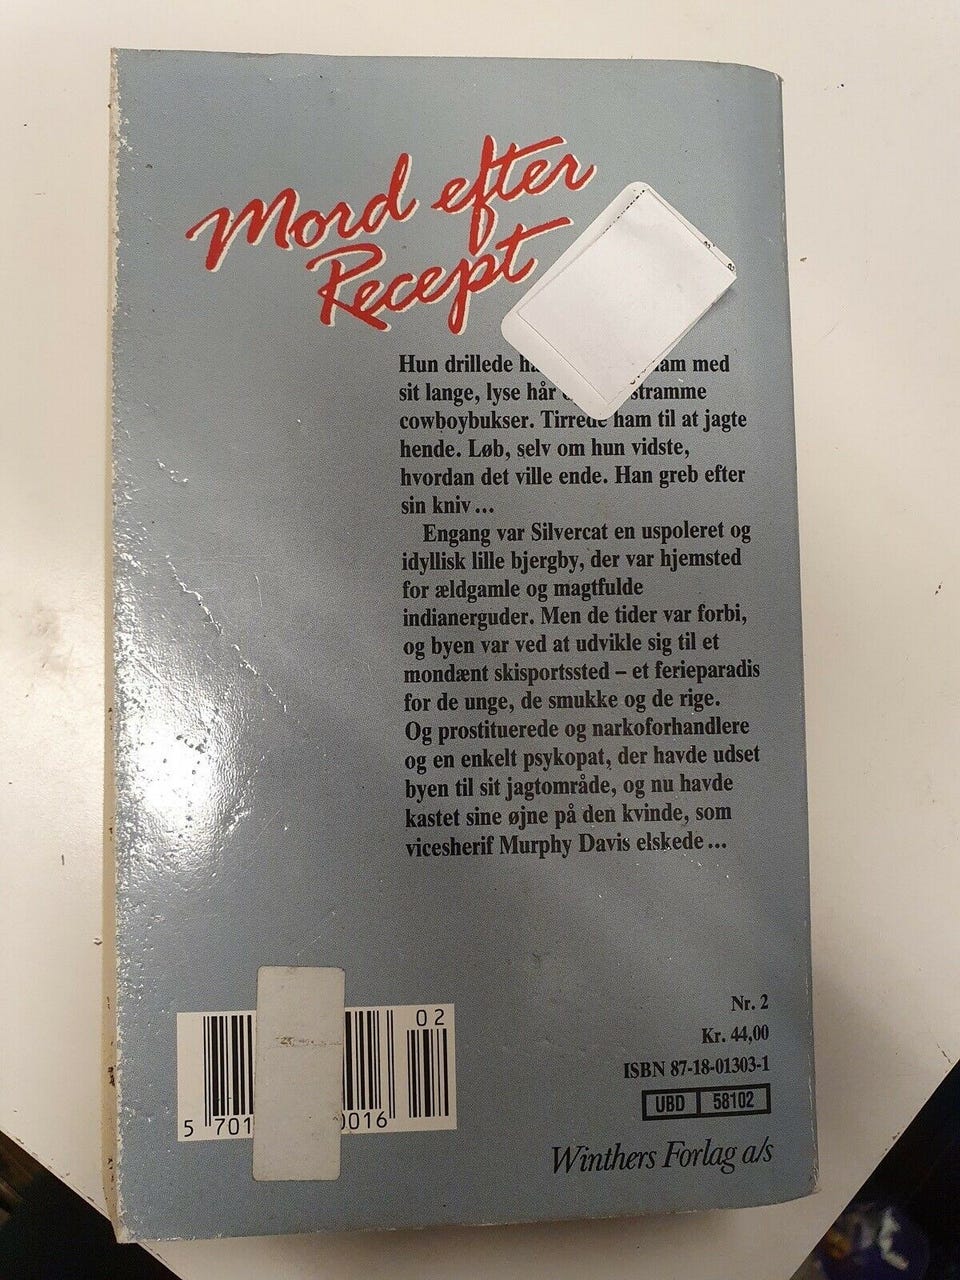 Mord efter
Recept
Hun drillede med
sit lange, lyse hår stramme
cowboybukser. Tirrede ham til at jagte
hende. Løb, selv om hun vidste,
hvordan det ville ende. Han greb efter
sin kniv...
Engang var Silvercat en uspoleret og
idyllisk lille bjergby, der var hjemsted
for ældgamle og magtfulde
indianerguder. Men de tider var forbi,
og byen var ved at udvikle sig til et
mondænt skisportssted – et ferieparadis
for de unge, de smukke og de rige.
Og prostituerede og narkoforhandlere
og en enkelt psykopat, der havde udset
byen til sit jagtområde, og nu havde
kastet sine øjne på den kvinde, som
vicesherif Murphy Davis elskede...
Nr. 2
Kr. 44,00
ISBN 87-18-01303-1
UBD 58102
Winthers Forlag a/s
02
5 701 0016